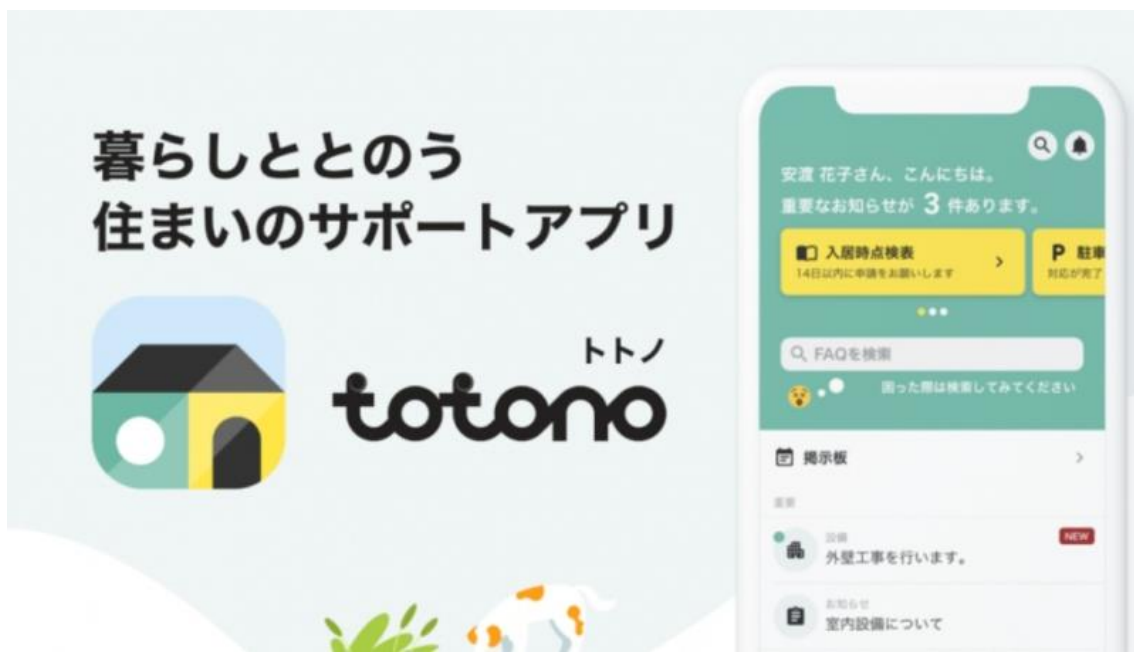 暮らしととのう
住まいのサポートアプリ
トトノ
totono
安渡 花子さん、こんにちは。
重要なお知らせが 3 件あります。
入居時点検表
14日以内に申請をお願いします
P 駐車
対応が完了
FAQを検索
困った際は検索してみてください
掲示板
重要
設備
NEW
外壁工事を行います。
お知らせ
室内設備について